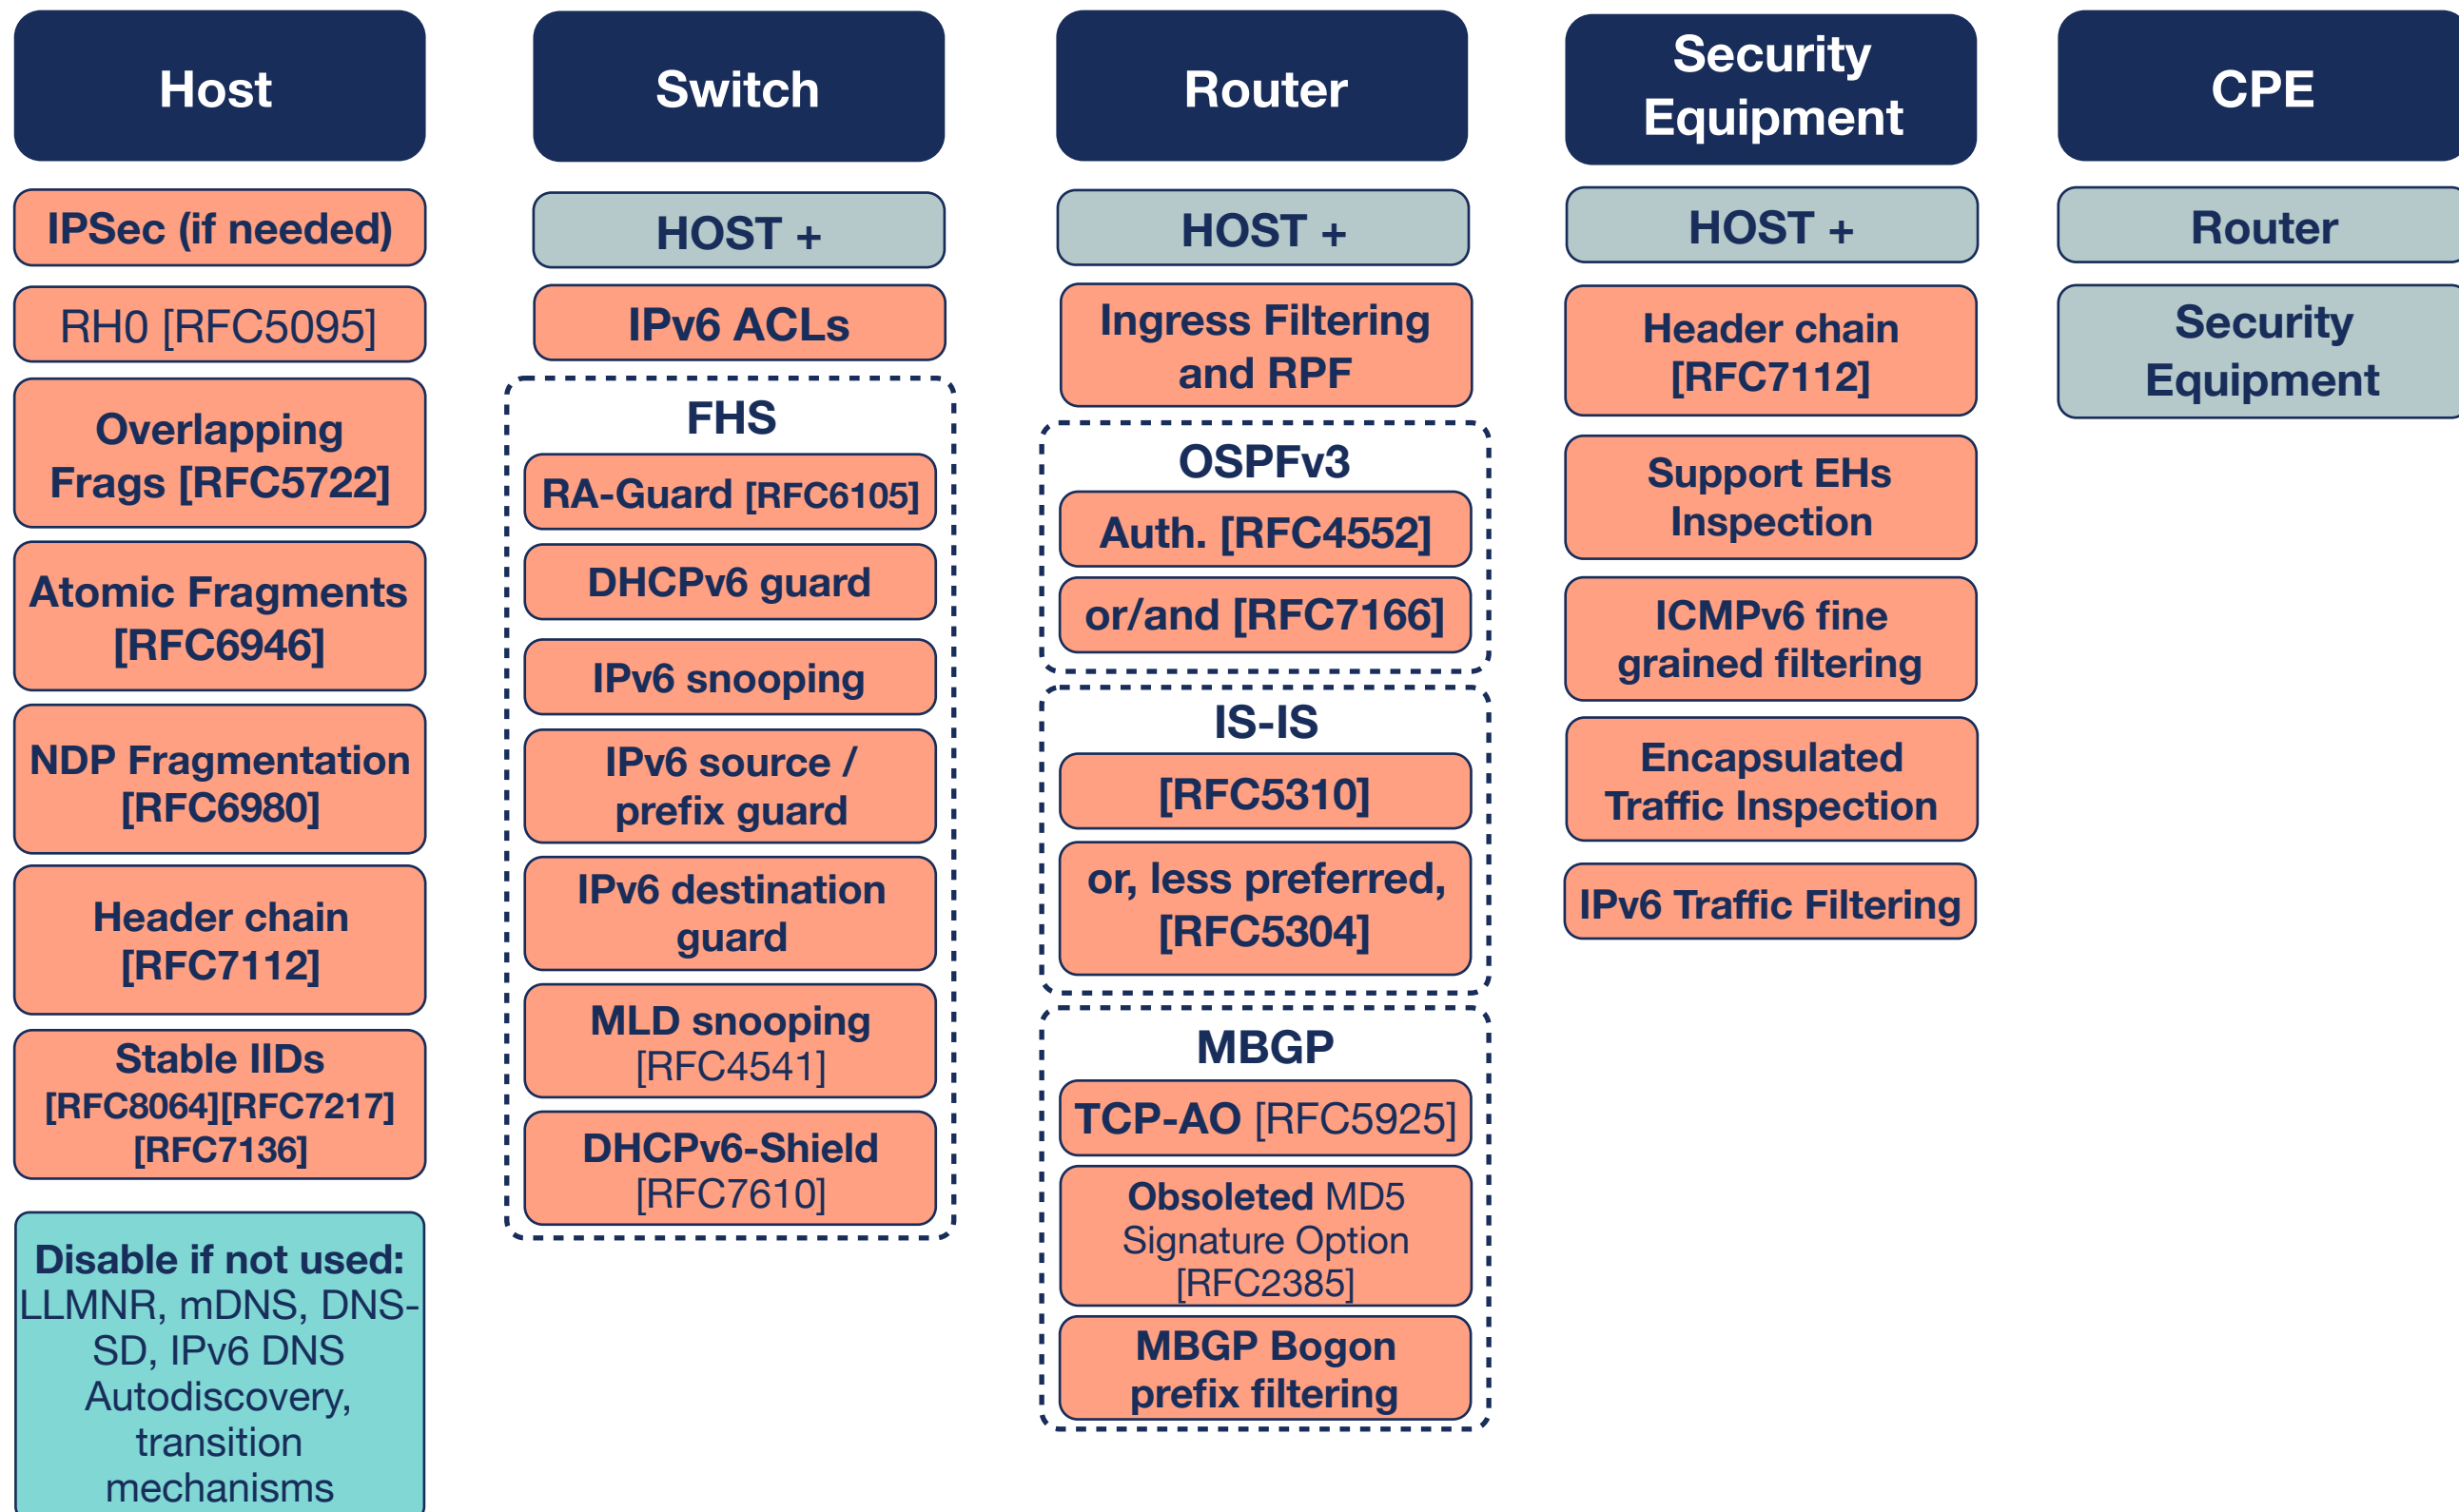 Host
IPSec (if needed)
RH0 [RFC5095]
Overlapping
Frags [RFC5722]
Atomic Fragments
[RFC6946]
NDP Fragmentation
[RFC6980]
Header chain
[RFC7112]
Stable IIDs
[RFC8064][RFC7217]
[RFC7136]
Disable if not used:
LLMNR, mDNS, DNS-
SD, IPv6 DNS
Autodiscovery,
transition
mechanisms
Switch
HOST +
IPv6 ACLs
FHS
RA-Guard [RFC6105]
DHCPv6 guard
IPv6 snooping
IPv6 source /
prefix guard
IPv6 destination
guard
MLD snooping
[RFC4541]
DHCPv6-Shield
[RFC7610]
Router
HOST +
Ingress Filtering
and RPF
OSPFv3
Auth. [RFC4552]
or/and [RFC7166]
IS-IS
[RFC5310]
or, less preferred,
[RFC5304]
MBGP
TCP-AO [RFC5925]
Obsoleted MD5
Signature Option
[RFC2385]
MBGP Bogon
prefix filtering
Security
Equipment
HOST +
Header chain
[RFC7112]
Support EHs
Inspection
ICMPv6 fine
grained filtering
Encapsulated
Traffic Inspection
IPv6 Traffic Filtering
CPE
Router
Security
Equipment